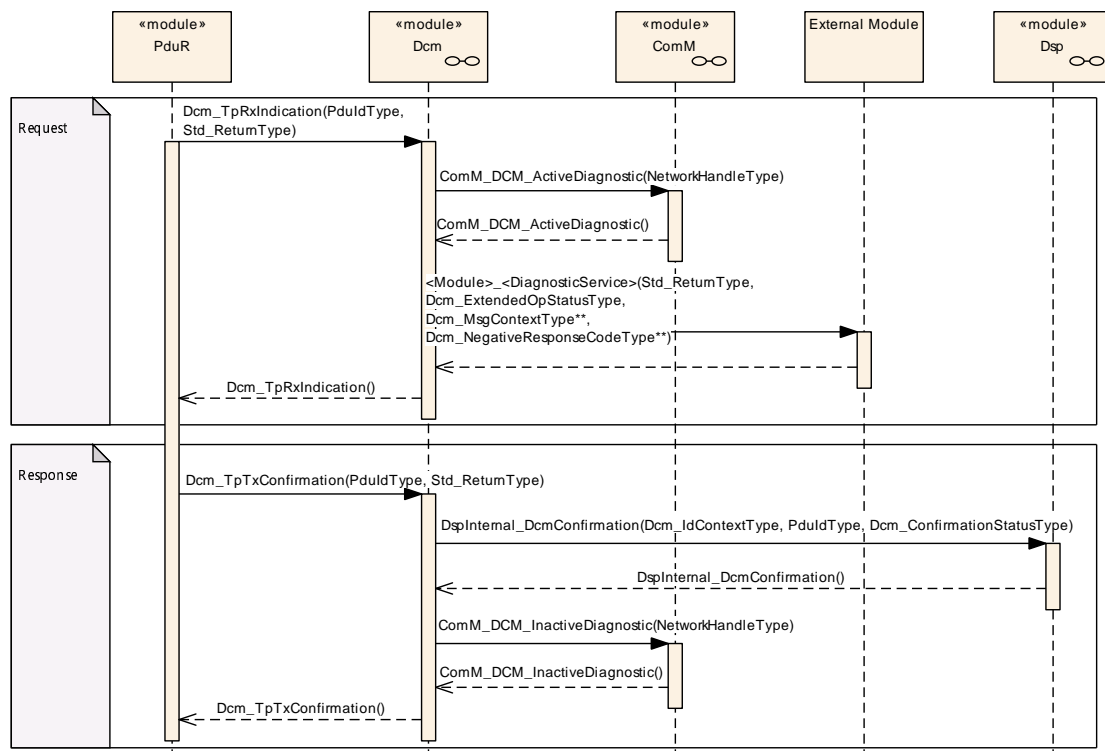 «module»
PduR
«module»
Dcm
«module»
ComM
External Module
«module»
Dsp
Request
Dcm_TpRxIndication(PduIdType,
Std_ReturnType)
ComM_DCM_ActiveDiagnostic(NetworkHandleType)
ComM_DCM_ActiveDiagnostic()
<Module>_<DiagnosticService>(Std_ReturnType,
Dcm_ExtendedOpStatusType,
Dcm_MsgContextType**,
Dcm_NegativeResponseCodeType**)
Dcm_TpRxIndication()
Response
Dcm_TpTxConfirmation(PduIdType, Std_ReturnType)
DspInternal_DcmConfirmation(Dcm_IdContextType, PduIdType, Dcm_ConfirmationStatusType)
DspInternal_DcmConfirmation()
ComM_DCM_InactiveDiagnostic(NetworkHandleType)
ComM_DCM_InactiveDiagnostic()
Dcm_TpTxConfirmation()